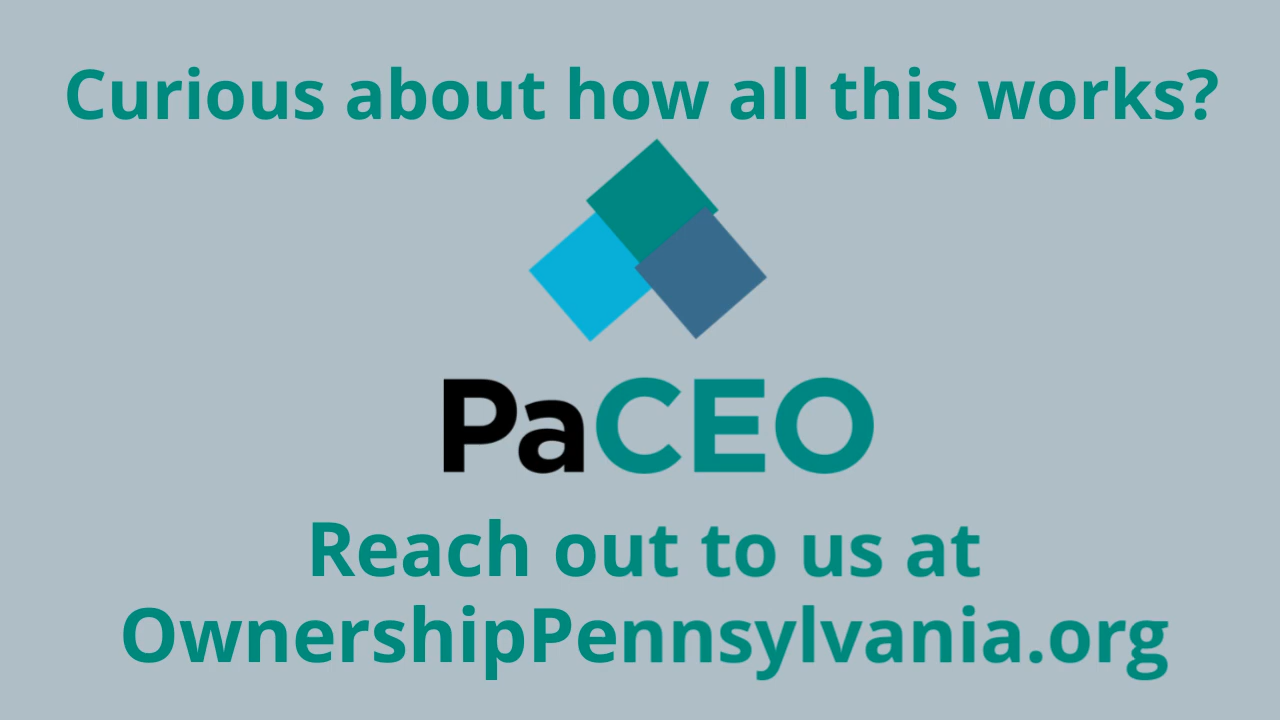 Curious about how all this works?
PaCEO
Reach out to us at
OwnershipPennsylvania.org